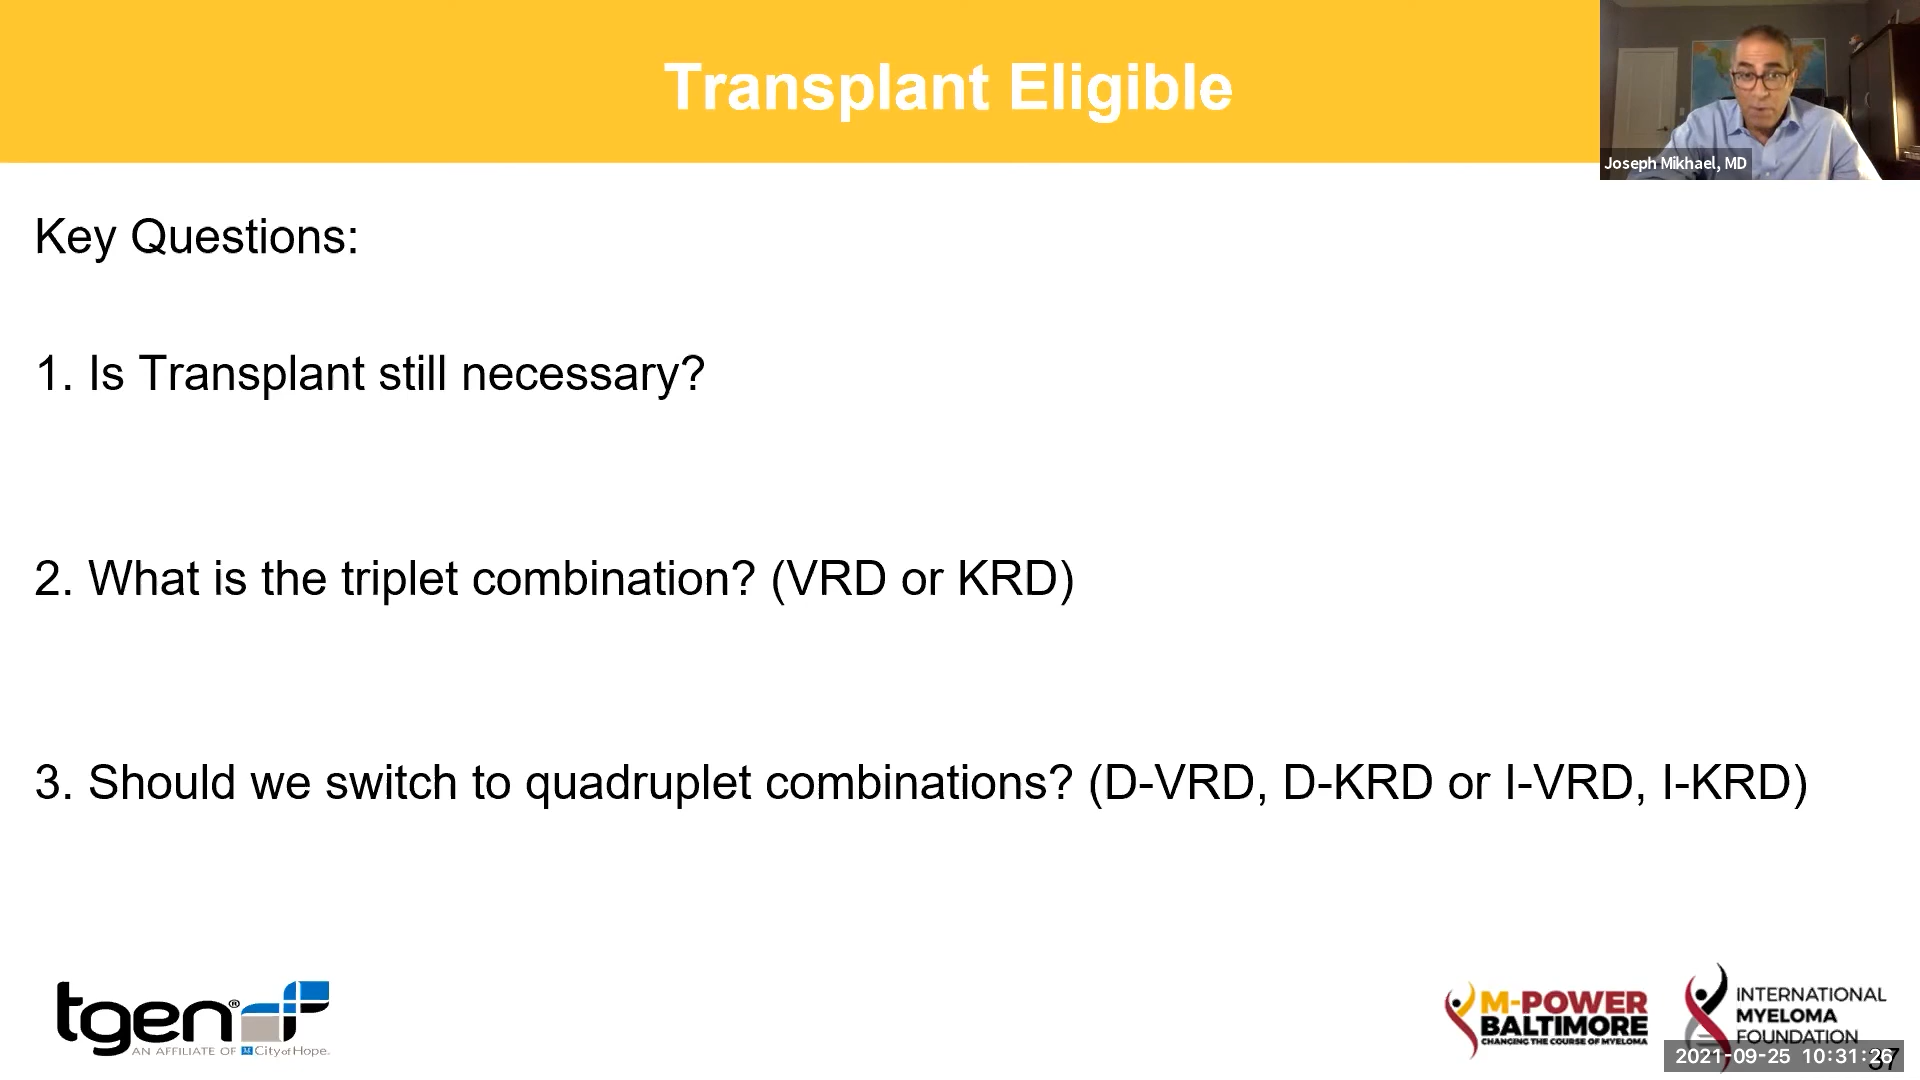 Transplant Eligible
Joseph Mikhael, MD
Key Questions:
1. Is Transplant still necessary?
2. What is the triplet combination? (VRD or KRD)
3. Should we switch to quadruplet combinations? (D-VRD, D-KRD or I-VRD, I-KRD)
tgen®
AN AFFILIATE OF City of Hope.
M-POWER
BALTIMORE
CHANGING THE COURSE OF MYELOMA
INTERNATIONAL
MYELOMA
FOUNDATION
2021-09-25 10:31:26
37